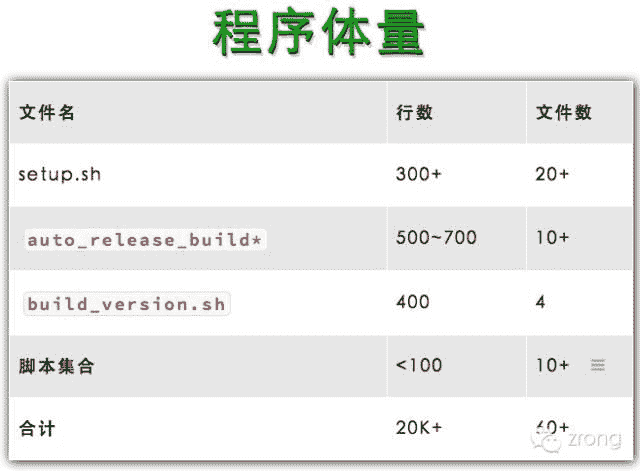 程序体量
文件名 行数 文件数
setup.sh 300+ 20+
auto_release_build* 500~700 10+
build_version.sh 400 4
脚本集合 <100 10+
合计 20K+ 60+
zrong